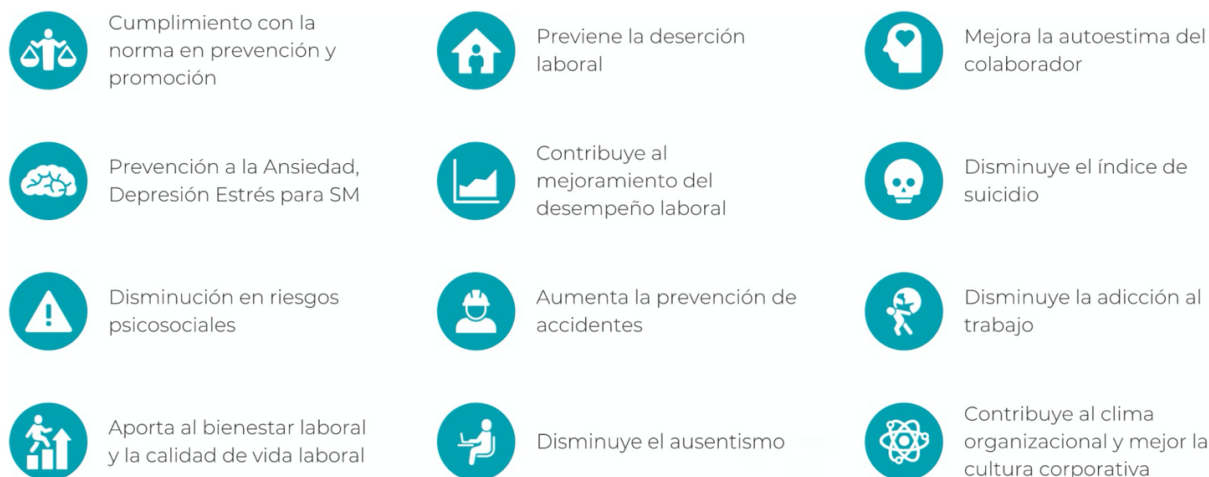 Cumplimiento con la
norma en prevención y
promoción
Previene la deserción
laboral
Mejora la autoestima del
colaborador
Prevención a la Ansiedad,
Depresión Estrés para SM
Contribuye al
mejoramiento del
desempeño laboral
Disminuye el índice de
suicidio
Disminución en riesgos
psicosociales
Aumenta la prevención de
accidentes
Disminuye la adicción al
trabajo
Aporta al bienestar laboral
y la calidad de vida laboral
Disminuye el ausentismo
Contribuye al clima
organizacional y mejor la
cultura corporativa